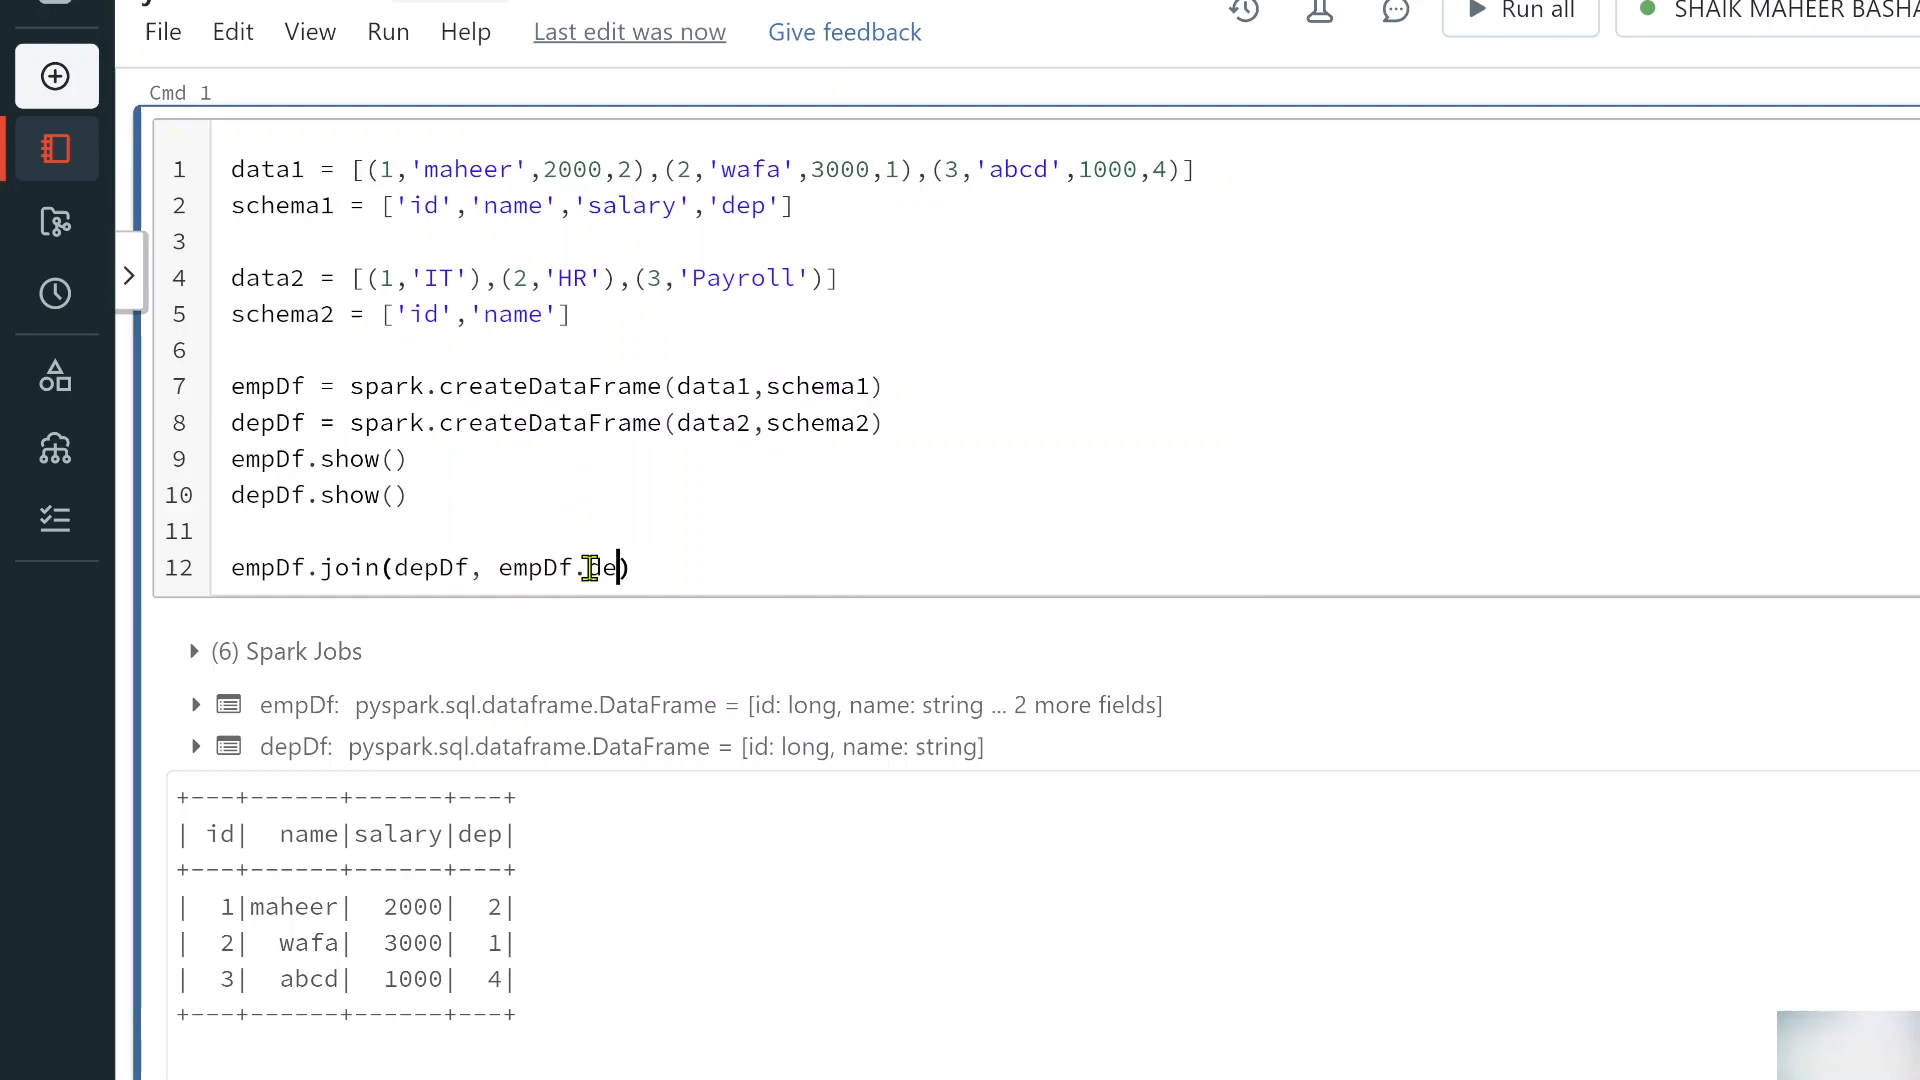 File Edit View Run Help Last edit was now Give feedback Run all SHAIK MAHEER BASHA
Cmd 1
1 data1 = [(1,'maheer',2000,2),(2,'wafa',3000,1),(3,'abcd',1000,4)]
2 schema1 = ['id','name','salary','dep']
3
4 data2 = [(1,'IT'),(2,'HR'),(3,'Payroll')]
5 schema2 = ['id','name']
6
7 empDf = spark.createDataFrame(data1,schema1)
8 depDf = spark.createDataFrame(data2,schema2)
9 empDf.show()
10 depDf.show()
11
12 empDf.join(depDf, empDf.de)
(6) Spark Jobs
empDf: pyspark.sql.dataframe.DataFrame = [id: long, name: string ... 2 more fields]
depDf: pyspark.sql.dataframe.DataFrame = [id: long, name: string]
+---+------+------+---+
| id|  name|salary|dep|
+---+------+------+---+
|  1|maheer|  2000|  2|
|  2|  wafa|  3000|  1|
|  3|  abcd|  1000|  4|
+---+------+------+---+